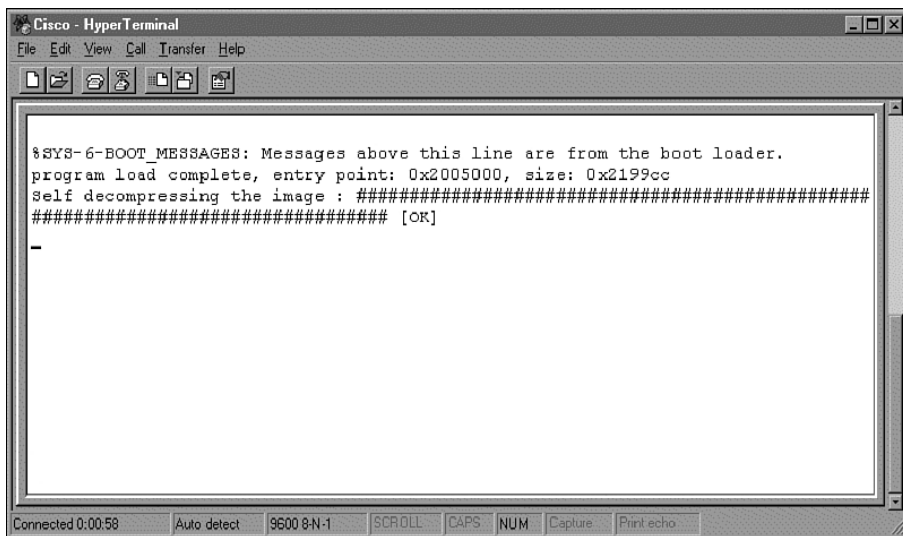 Cisco - HyperTerminal
File Edit View Call Transfer Help
%SYS-6-BOOT_MESSAGES: Messages above this line are from the boot loader.
program load complete, entry point: 0x2005000, size: 0x2199cc
Self decompressing the image : #################################################
################################## [OK]
Connected 0:00:58 Auto detect 9600 8-N-1 SCROLL CAPS NUM Capture Print echo